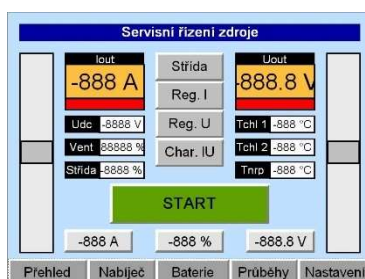 Servisní řízení zdroje
Iout
-888 A
Střída
Reg. I
Reg. U
Char. IU
Uout
-888.8 V
Udc -8888 V
Vent 88888 %
Střída -8888 %
Tchl 1 -888 °C
Tchl 2 -888 °C
Tnrp -888 °C
START
-888 A
-888 %
-888.8 V
Přehled
Nabíječ
Baterie
Průběhy
Nastavení